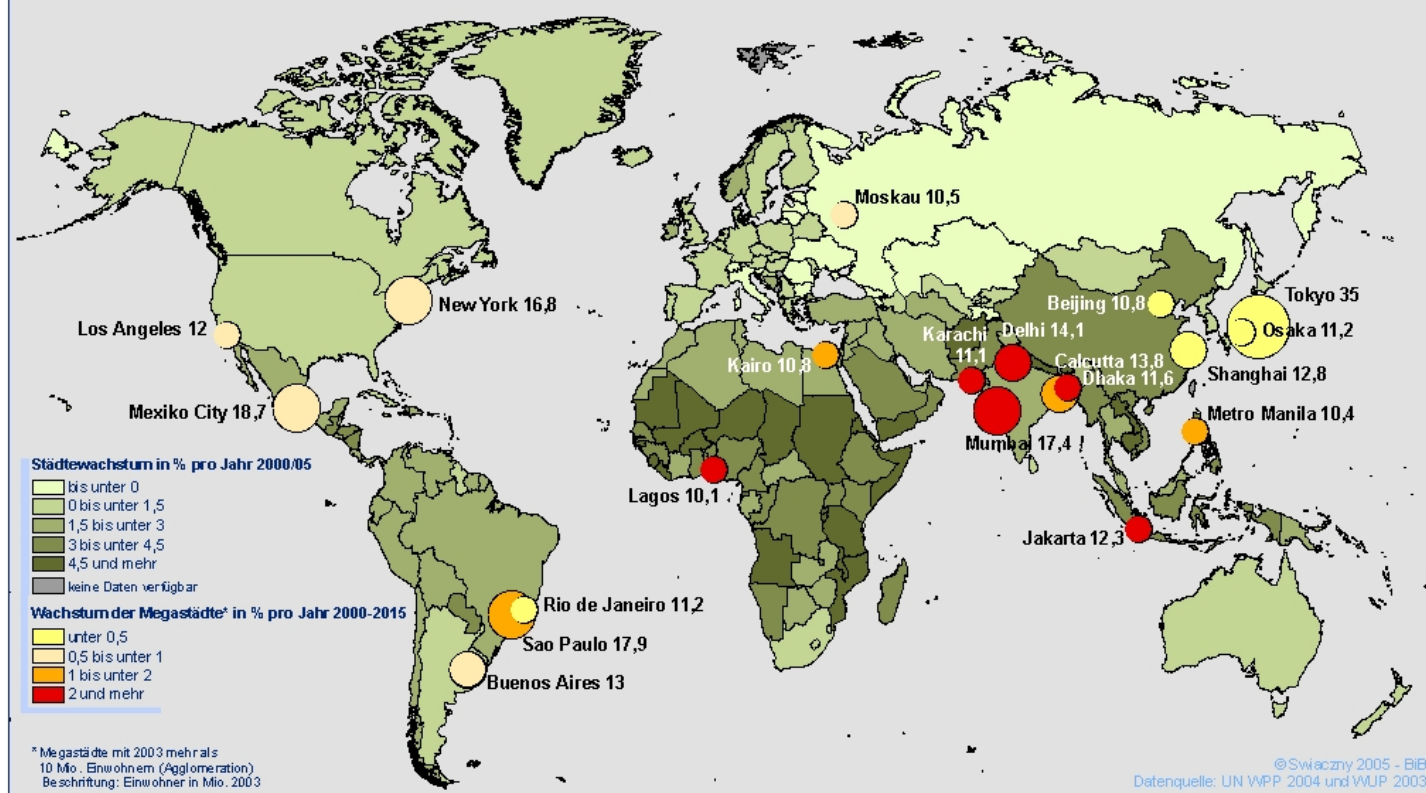 Moskau 10,5
New York 16,8
Los Angeles 12
Mexiko City 18,7
Beijing 10,8
Tokyo 35
Osaka 11,2
Karachi
11,1
Delhi 14,1
Kairo 10,8
Calcutta 13,8
Dhaka 11,6
Shanghai 12,8
Metro Manila 10,4
Mumbai 17,4
Lagos 10,1
Jakarta 12,3
Rio de Janeiro 11,2
Sao Paulo 17,9
Buenos Aires 13
Städtewachstum in % pro Jahr 2000/05
bis unter 0
0 bis unter 1,5
1,5 bis unter 3
3 bis unter 4,5
4,5 und mehr
keine Daten verfügbar
Wachstum der Megastädte* in % pro Jahr 2000-2015
unter 0,5
0,5 bis unter 1
1 bis unter 2
2 und mehr
* Megastädte mit 2003 mehr als
10 Mio. Einwohnern (Agglomeration)
Beschriftung: Einwohner in Mio. 2003
© Swiaczny 2005 - BiB
Datenquelle: UN WPP 2004 und WUP 2003